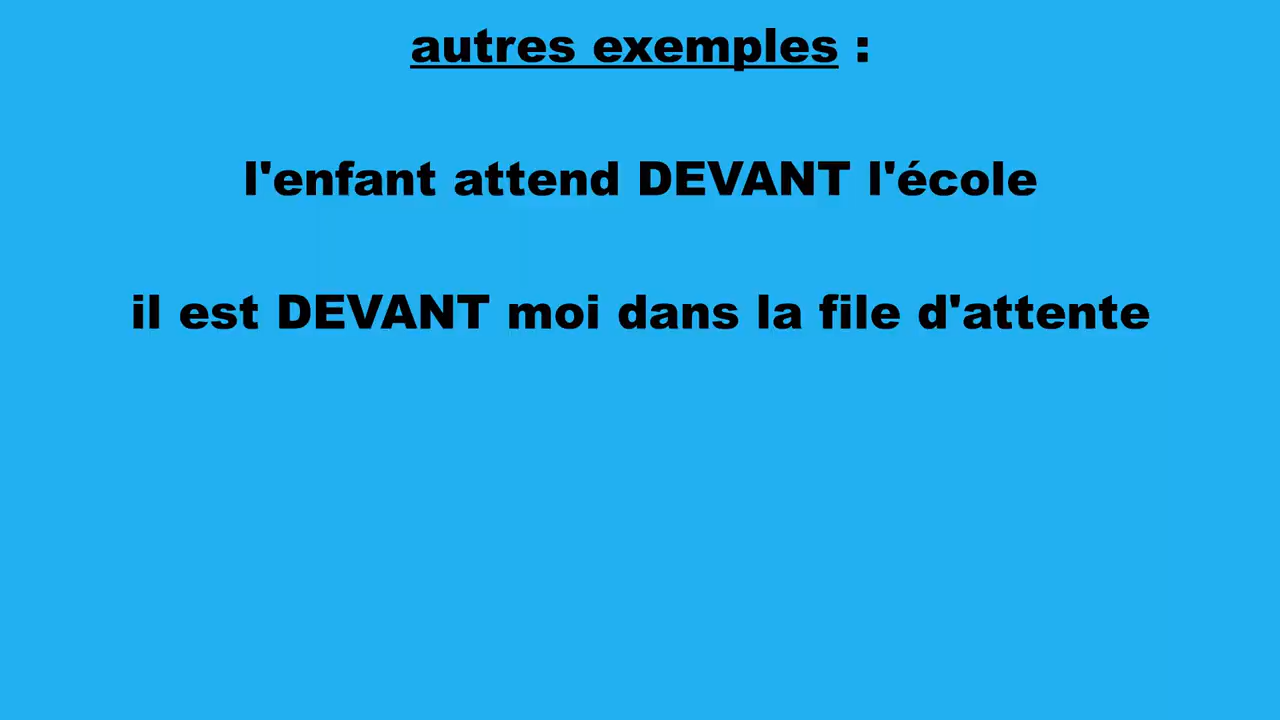 autres exemples :
l'enfant attend DEVANT l'école
il est DEVANT moi dans la file d'attente